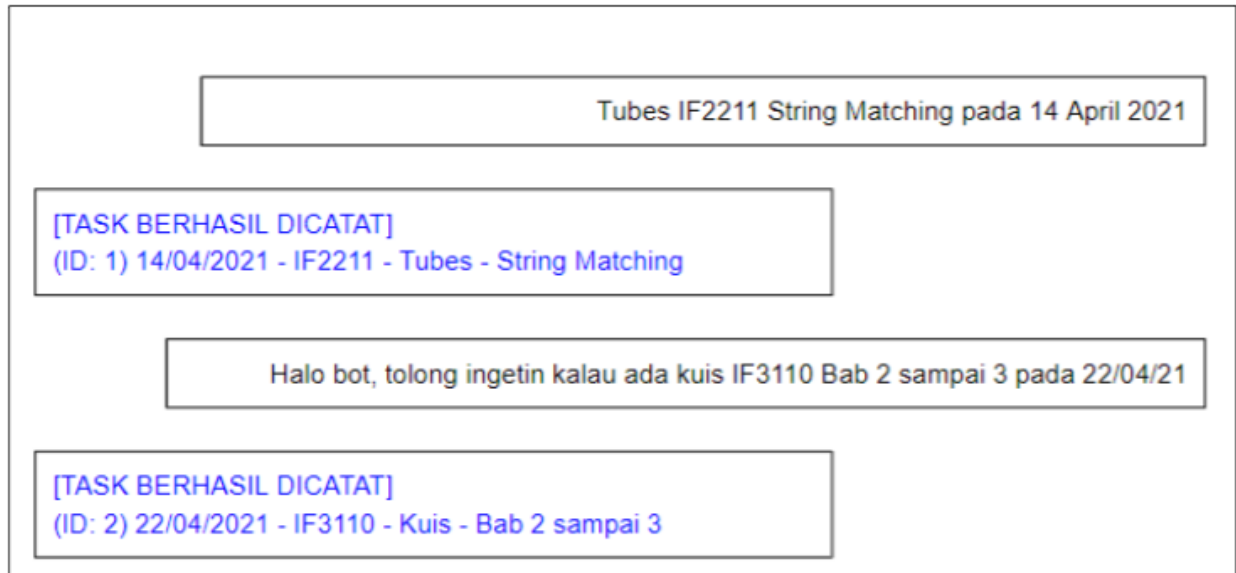 Tubes IF2211 String Matching pada 14 April 2021
[TASK BERHASIL DICATAT]
(ID: 1) 14/04/2021 - IF2211 - Tubes - String Matching
Halo bot, tolong ingetin kalau ada kuis IF3110 Bab 2 sampai 3 pada 22/04/21
[TASK BERHASIL DICATAT]
(ID: 2) 22/04/2021 - IF3110 - Kuis - Bab 2 sampai 3